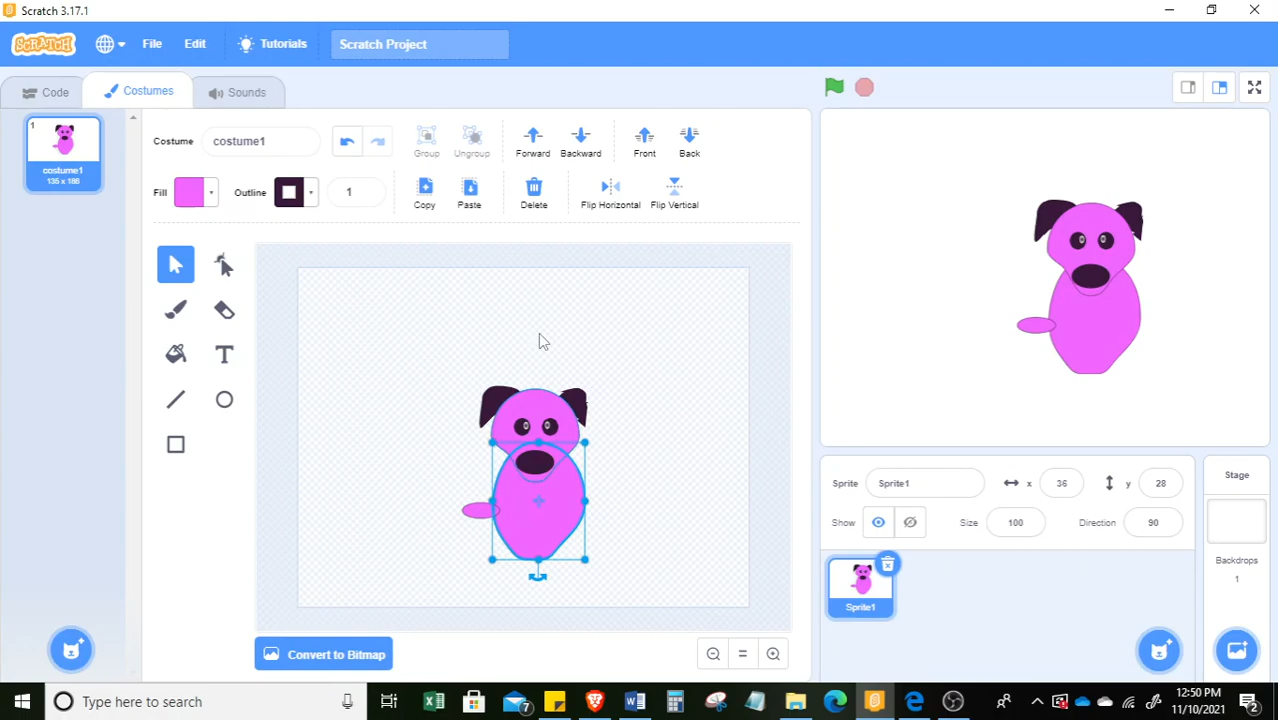 Scratch 3.17.1
SCRATCH File Edit Tutorials Scratch Project
Code Costumes Sounds
1
costume1
135 x 186
Costume costume1 Group Ungroup Forward Backward Front Back
Fill Outline 1 Copy Paste Delete Flip Horizontal Flip Vertical
T
Convert to Bitmap
=
Sprite Sprite1 x 36 y 28
Show Size 100 Direction 90
Sprite1
Stage
Backdrops
1
Type here to search
7
12:50 PM
11/10/2021
2